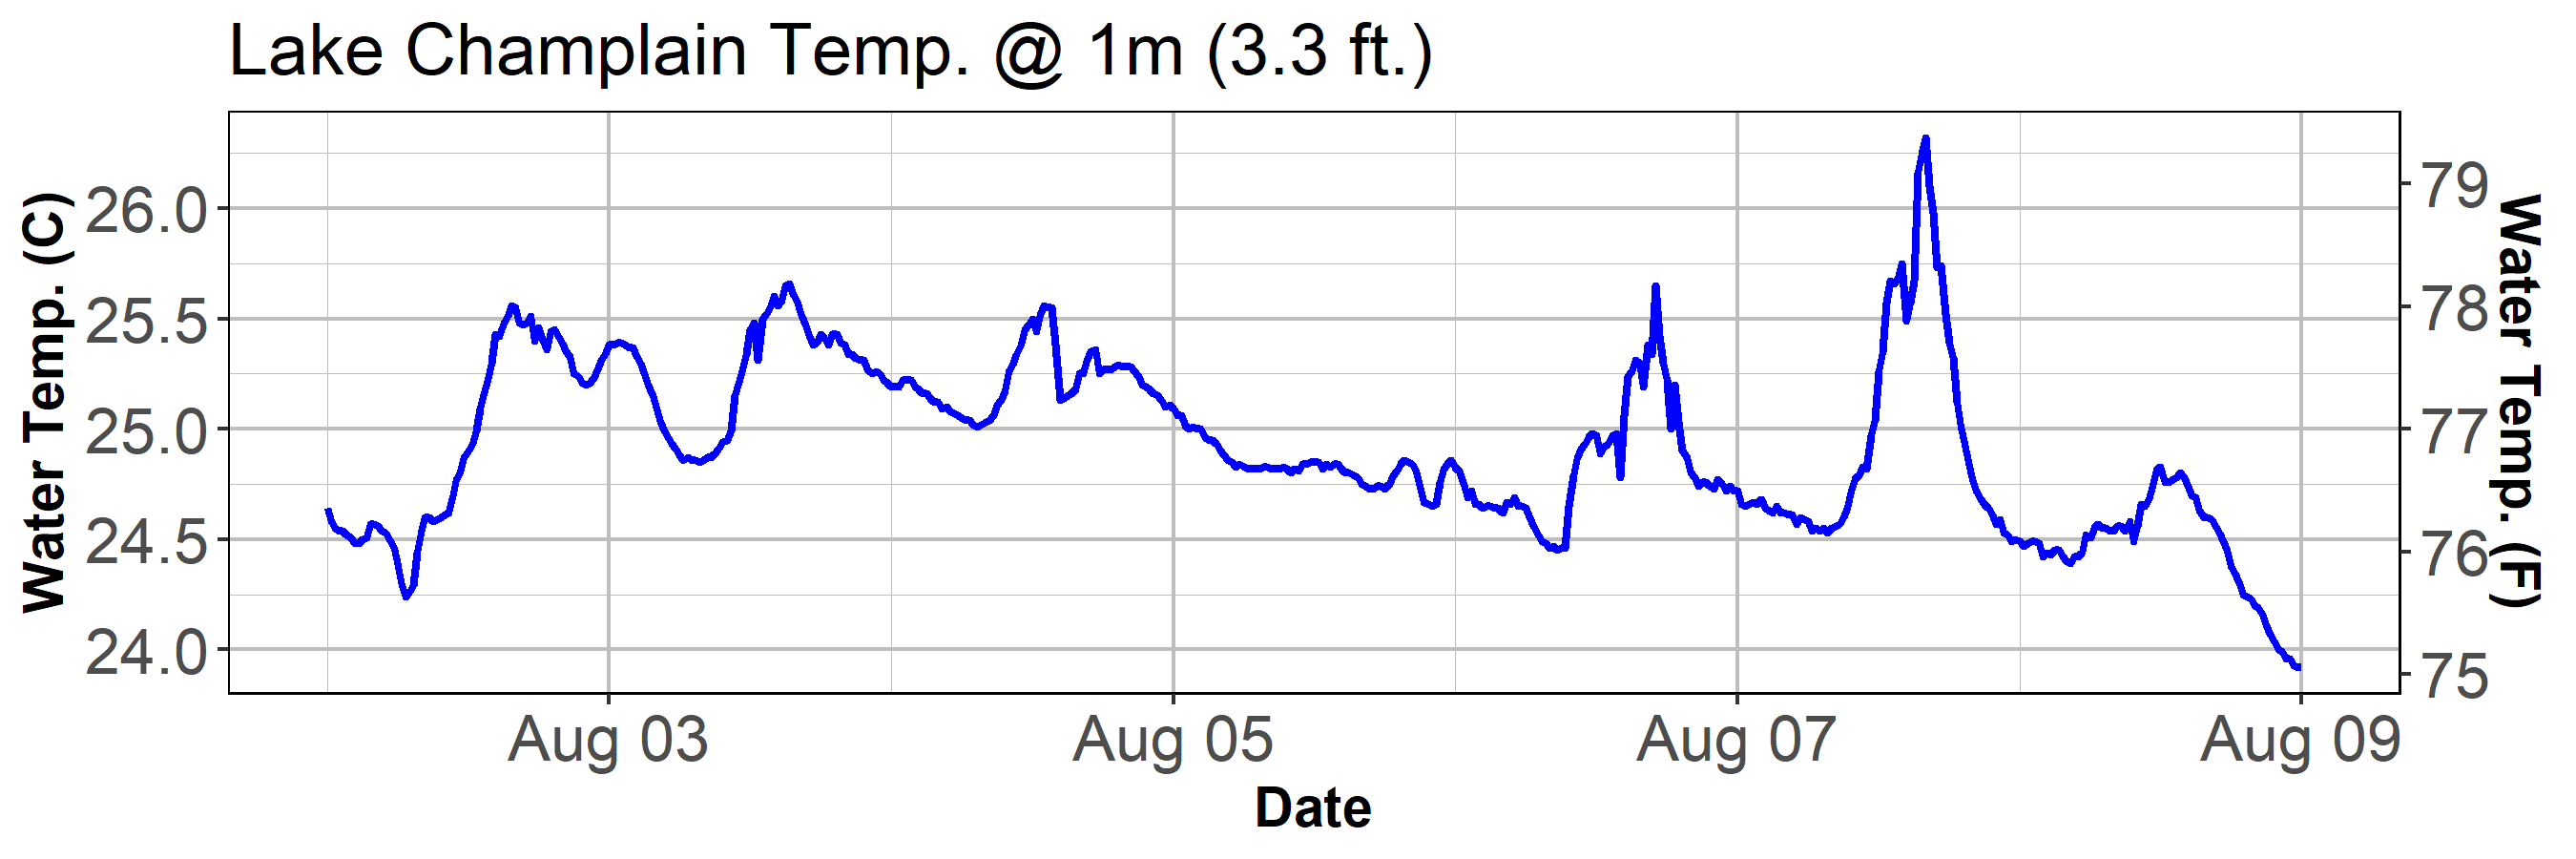 Lake Champlain Temp. @ 1m (3.3 ft.)
Water Temp. (C)
26.0
25.5
25.0
24.5
24.0
79
78
77
76
75
Water Temp. (F)
Aug 03
Aug 05
Aug 07
Aug 09
Date